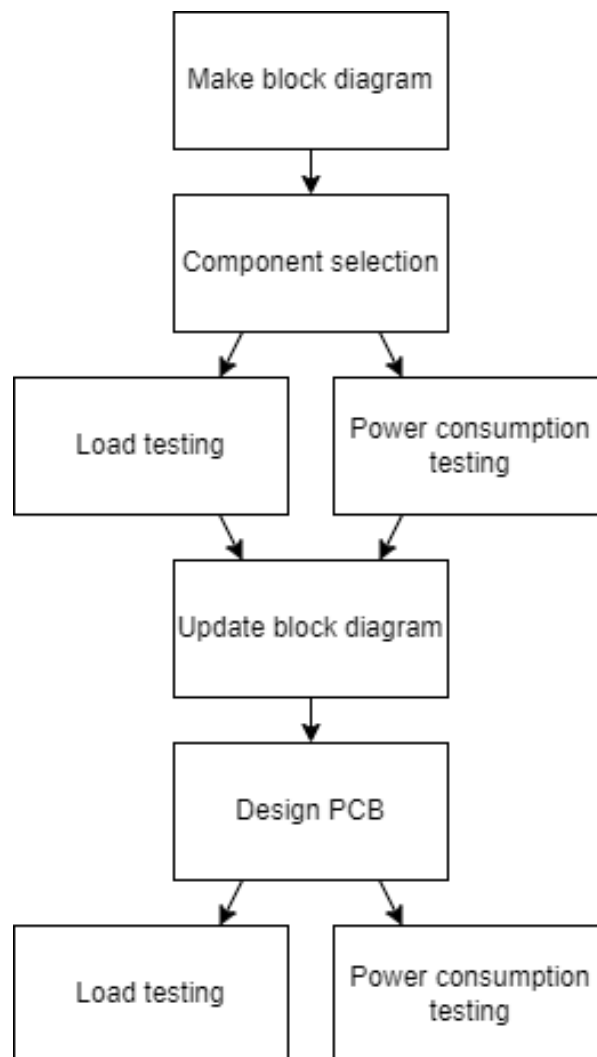 Make block diagram
Component selection
Load testing
Power consumption
testing
Update block diagram
Design PCB
Load testing
Power consumption
testing